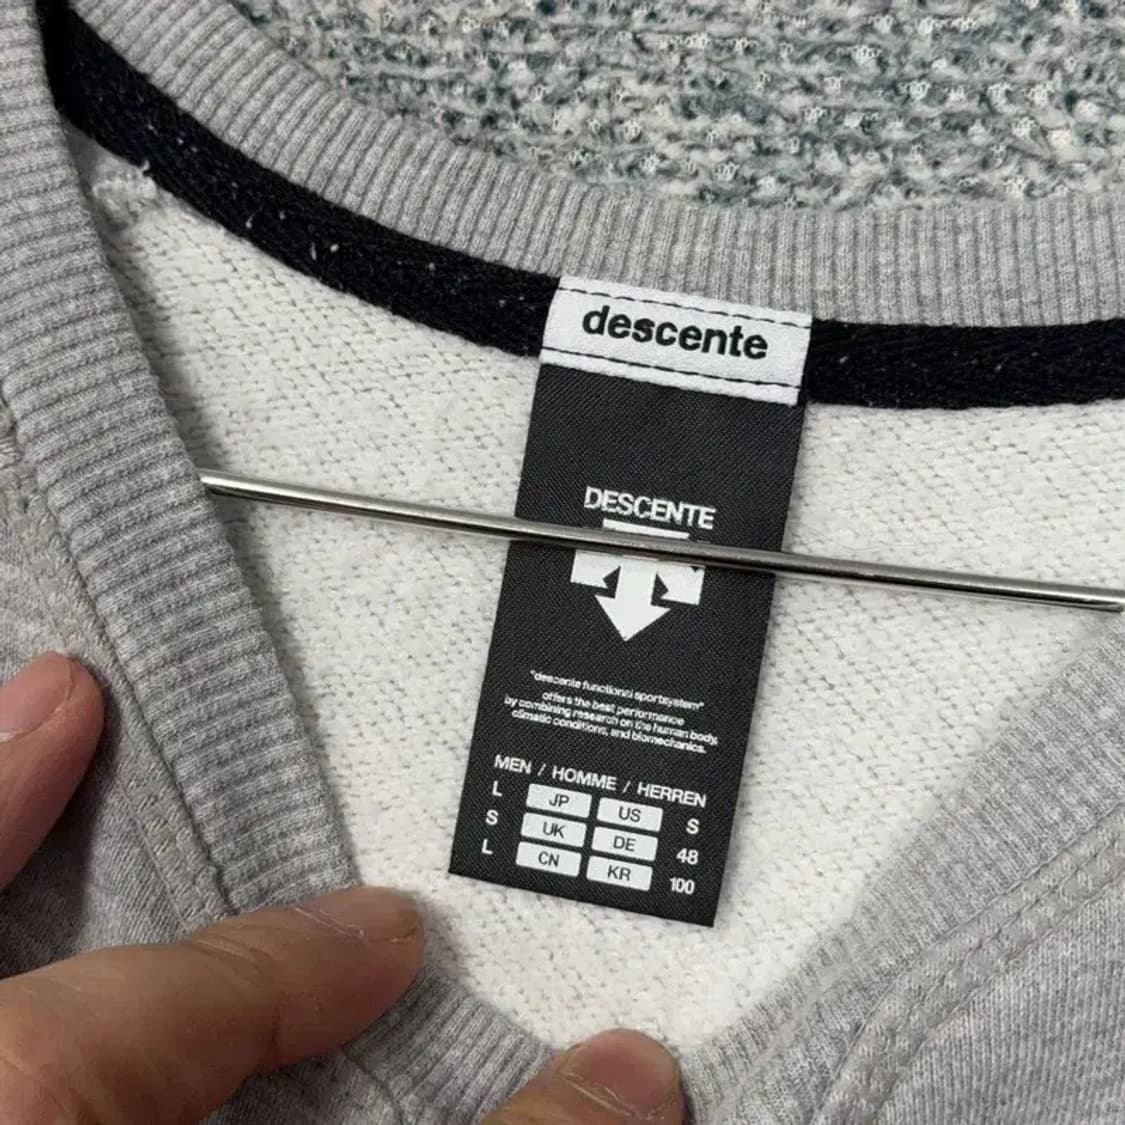 descente
DESCENTE
"descente functional sportsystem"
offers the best performance
by combining research on the human body,
climatic conditions, and biomechanics.
MEN / HOMME / HERREN
L JP US S
S UK DE 48
L CN KR 100